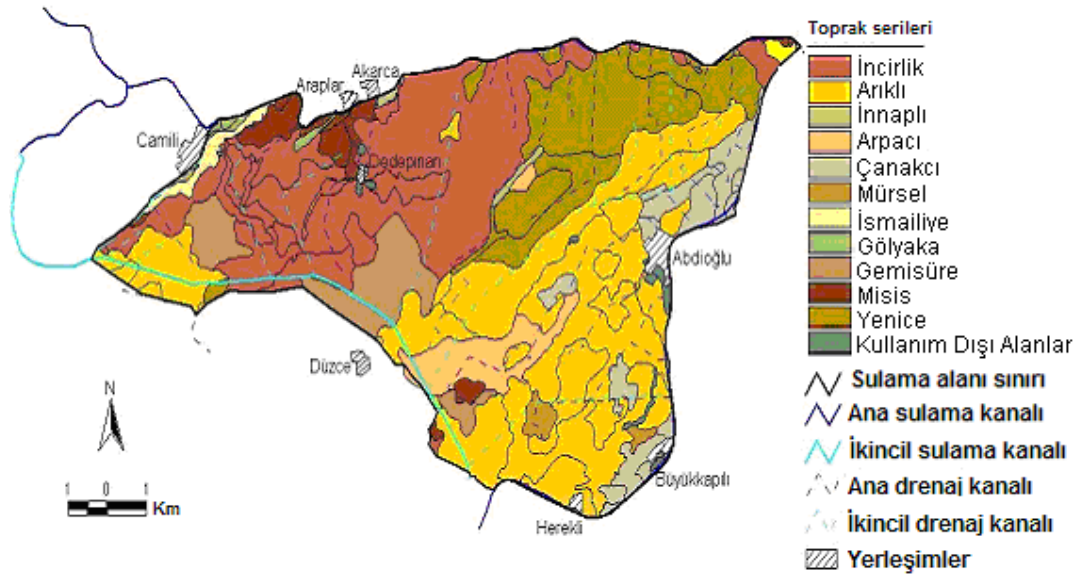 Toprak serileri
İncirlik
Arıklı
İnnaplı
Arpacı
Çanakcı
Mürsel
İsmailiye
Gölyaka
Gemisüre
Misis
Yenice
Kullanım Dışı Alanlar
Sulama alanı sınırı
Ana sulama kanalı
İkincil sulama kanalı
Ana drenaj kanalı
İkincil drenaj kanalı
Yerleşimler
Akarca
Araplar
Camili
Dedepınarı
Abdioğlu
Düzce
Büyükkapılı
Herekli
N
1 0 1
Km